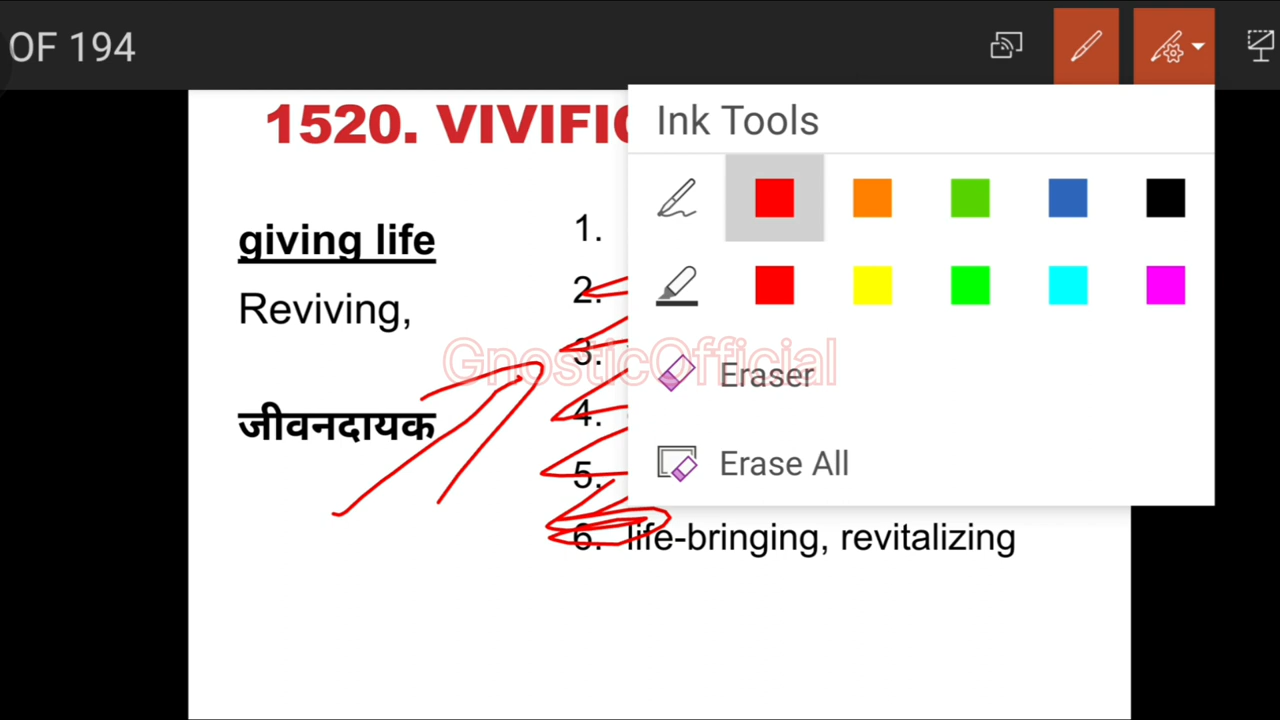 OF 194
1520. VIVIFIC
Ink Tools
giving life
Reviving,
जीवनदायक
1.
2.
3.
4.
5.
6. life-bringing, revitalizing
GnosticOfficial
Eraser
Erase All